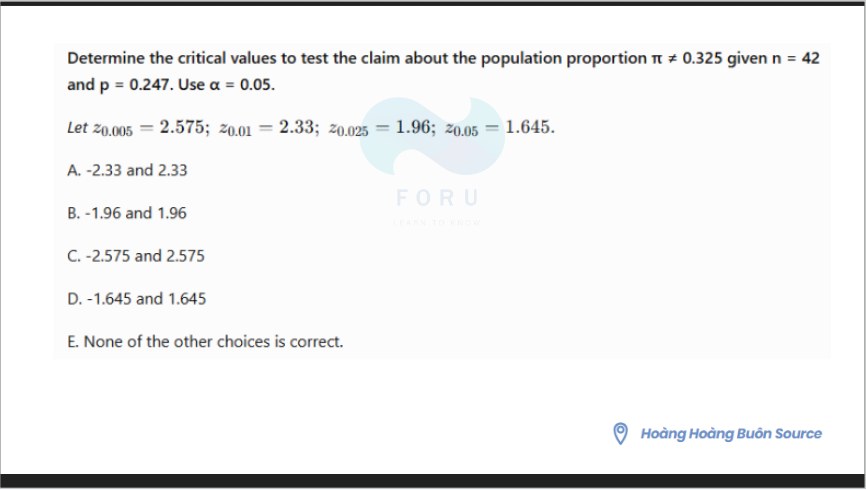 Determine the critical values to test the claim about the population proportion π ≠ 0.325 given n = 42
and p = 0.247. Use α = 0.05.
Let z₀.₀₀₅ = 2.575; z₀.₀₁ = 2.33; z₀.₀₂₅ = 1.96; z₀.₀₅ = 1.645.
A. -2.33 and 2.33
FORU
B. -1.96 and 1.96
C. -2.575 and 2.575
D. -1.645 and 1.645
E. None of the other choices is correct.
Hoàng Hoàng Buôn Source